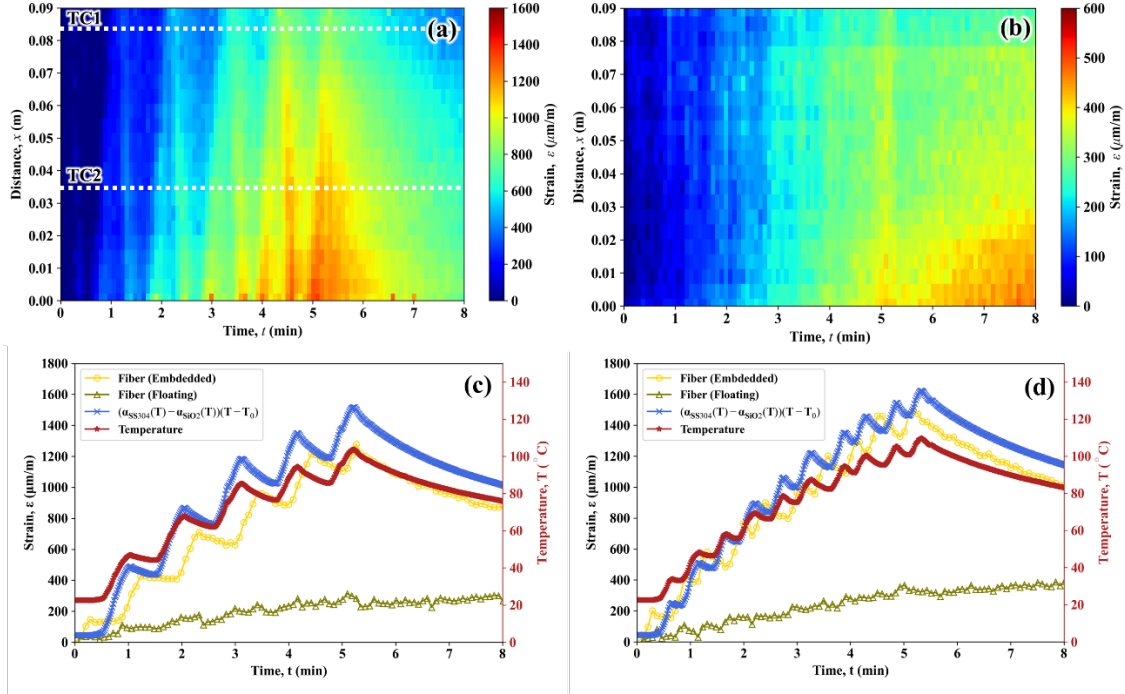 (a)
TC1
TC2
0.09
0.08
0.07
0.06
0.05
0.04
0.03
0.02
0.01
0.00
Distance, x (m)
0 1 2 3 4 5 6 7 8
Time, t (min)
1600
1400
1200
1000
800
600
400
200
0
Strain, ε (μm/m)
(b)
0.09
0.08
0.07
0.06
0.05
0.04
0.03
0.02
0.01
0.00
Distance, x (m)
0 1 2 3 4 5 6 7 8
Time, t (min)
600
500
400
300
200
100
0
Strain, ε (μm/m)
(c)
Fiber (Embdedded)
Fiber (Floating)
(αSS304(T)−αSiO2(T))(T−T0)
Temperature
1800
1600
1400
1200
1000
800
600
400
200
0
Strain, ε (μm/m)
0 1 2 3 4 5 6 7 8
Time, t (min)
140
120
100
80
60
40
20
0
Temperature, T (°C)
(d)
Fiber (Embdedded)
Fiber (Floating)
(αSS304(T)−αSiO2(T))(T−T0)
Temperature
1800
1600
1400
1200
1000
800
600
400
200
0
Strain, ε (μm/m)
0 1 2 3 4 5 6 7 8
Time, t (min)
140
120
100
80
60
40
20
0
Temperature, T (°C)